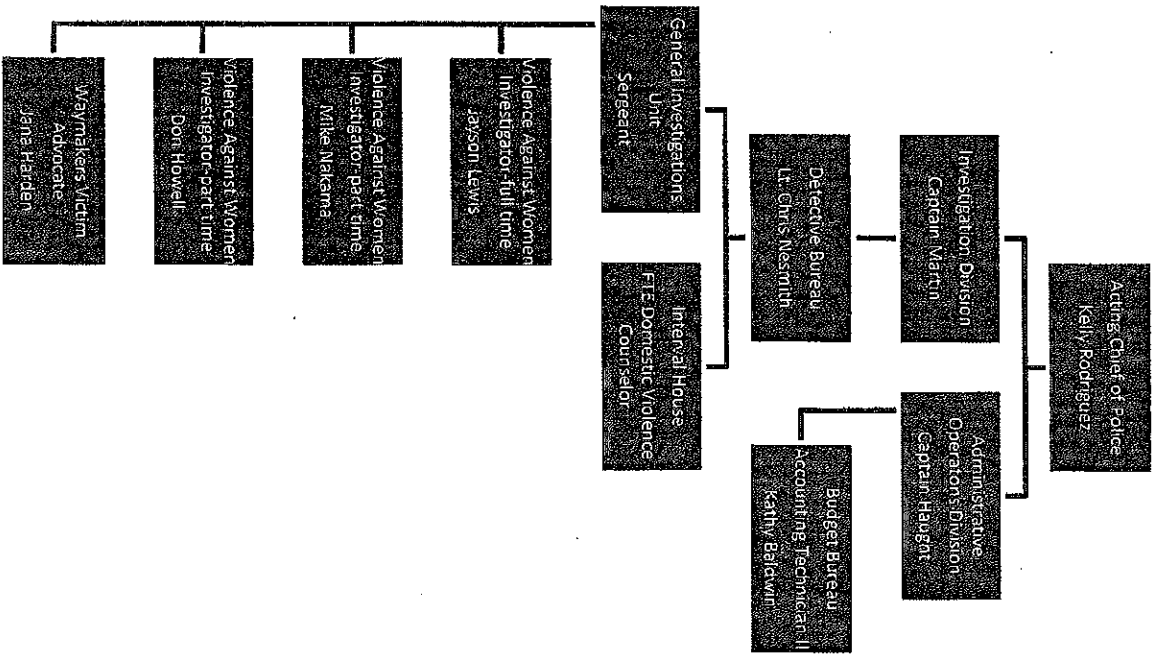 Acting Chief of Police
Kelly Rodriguez
Investigation Division
Captain Martin
Administrative
Operatons Division
Captain Haught
Detective Bureau
Lt. Chris Nesmith
Budget Bureau
Accounting Technician II
Kathy Baldwin
General Investigations
Unit
Sergeant
Interval House
FTE Domestic Violence
Counselor
Violence Against Women
Investigator-full time
Jayson Lewis
Violence Against Women
Investigator-part time
Mike Nakama
Violence Against Women
Investigator-part time
Don Howell
Waymakers Victim
Advocate
Jana Harden